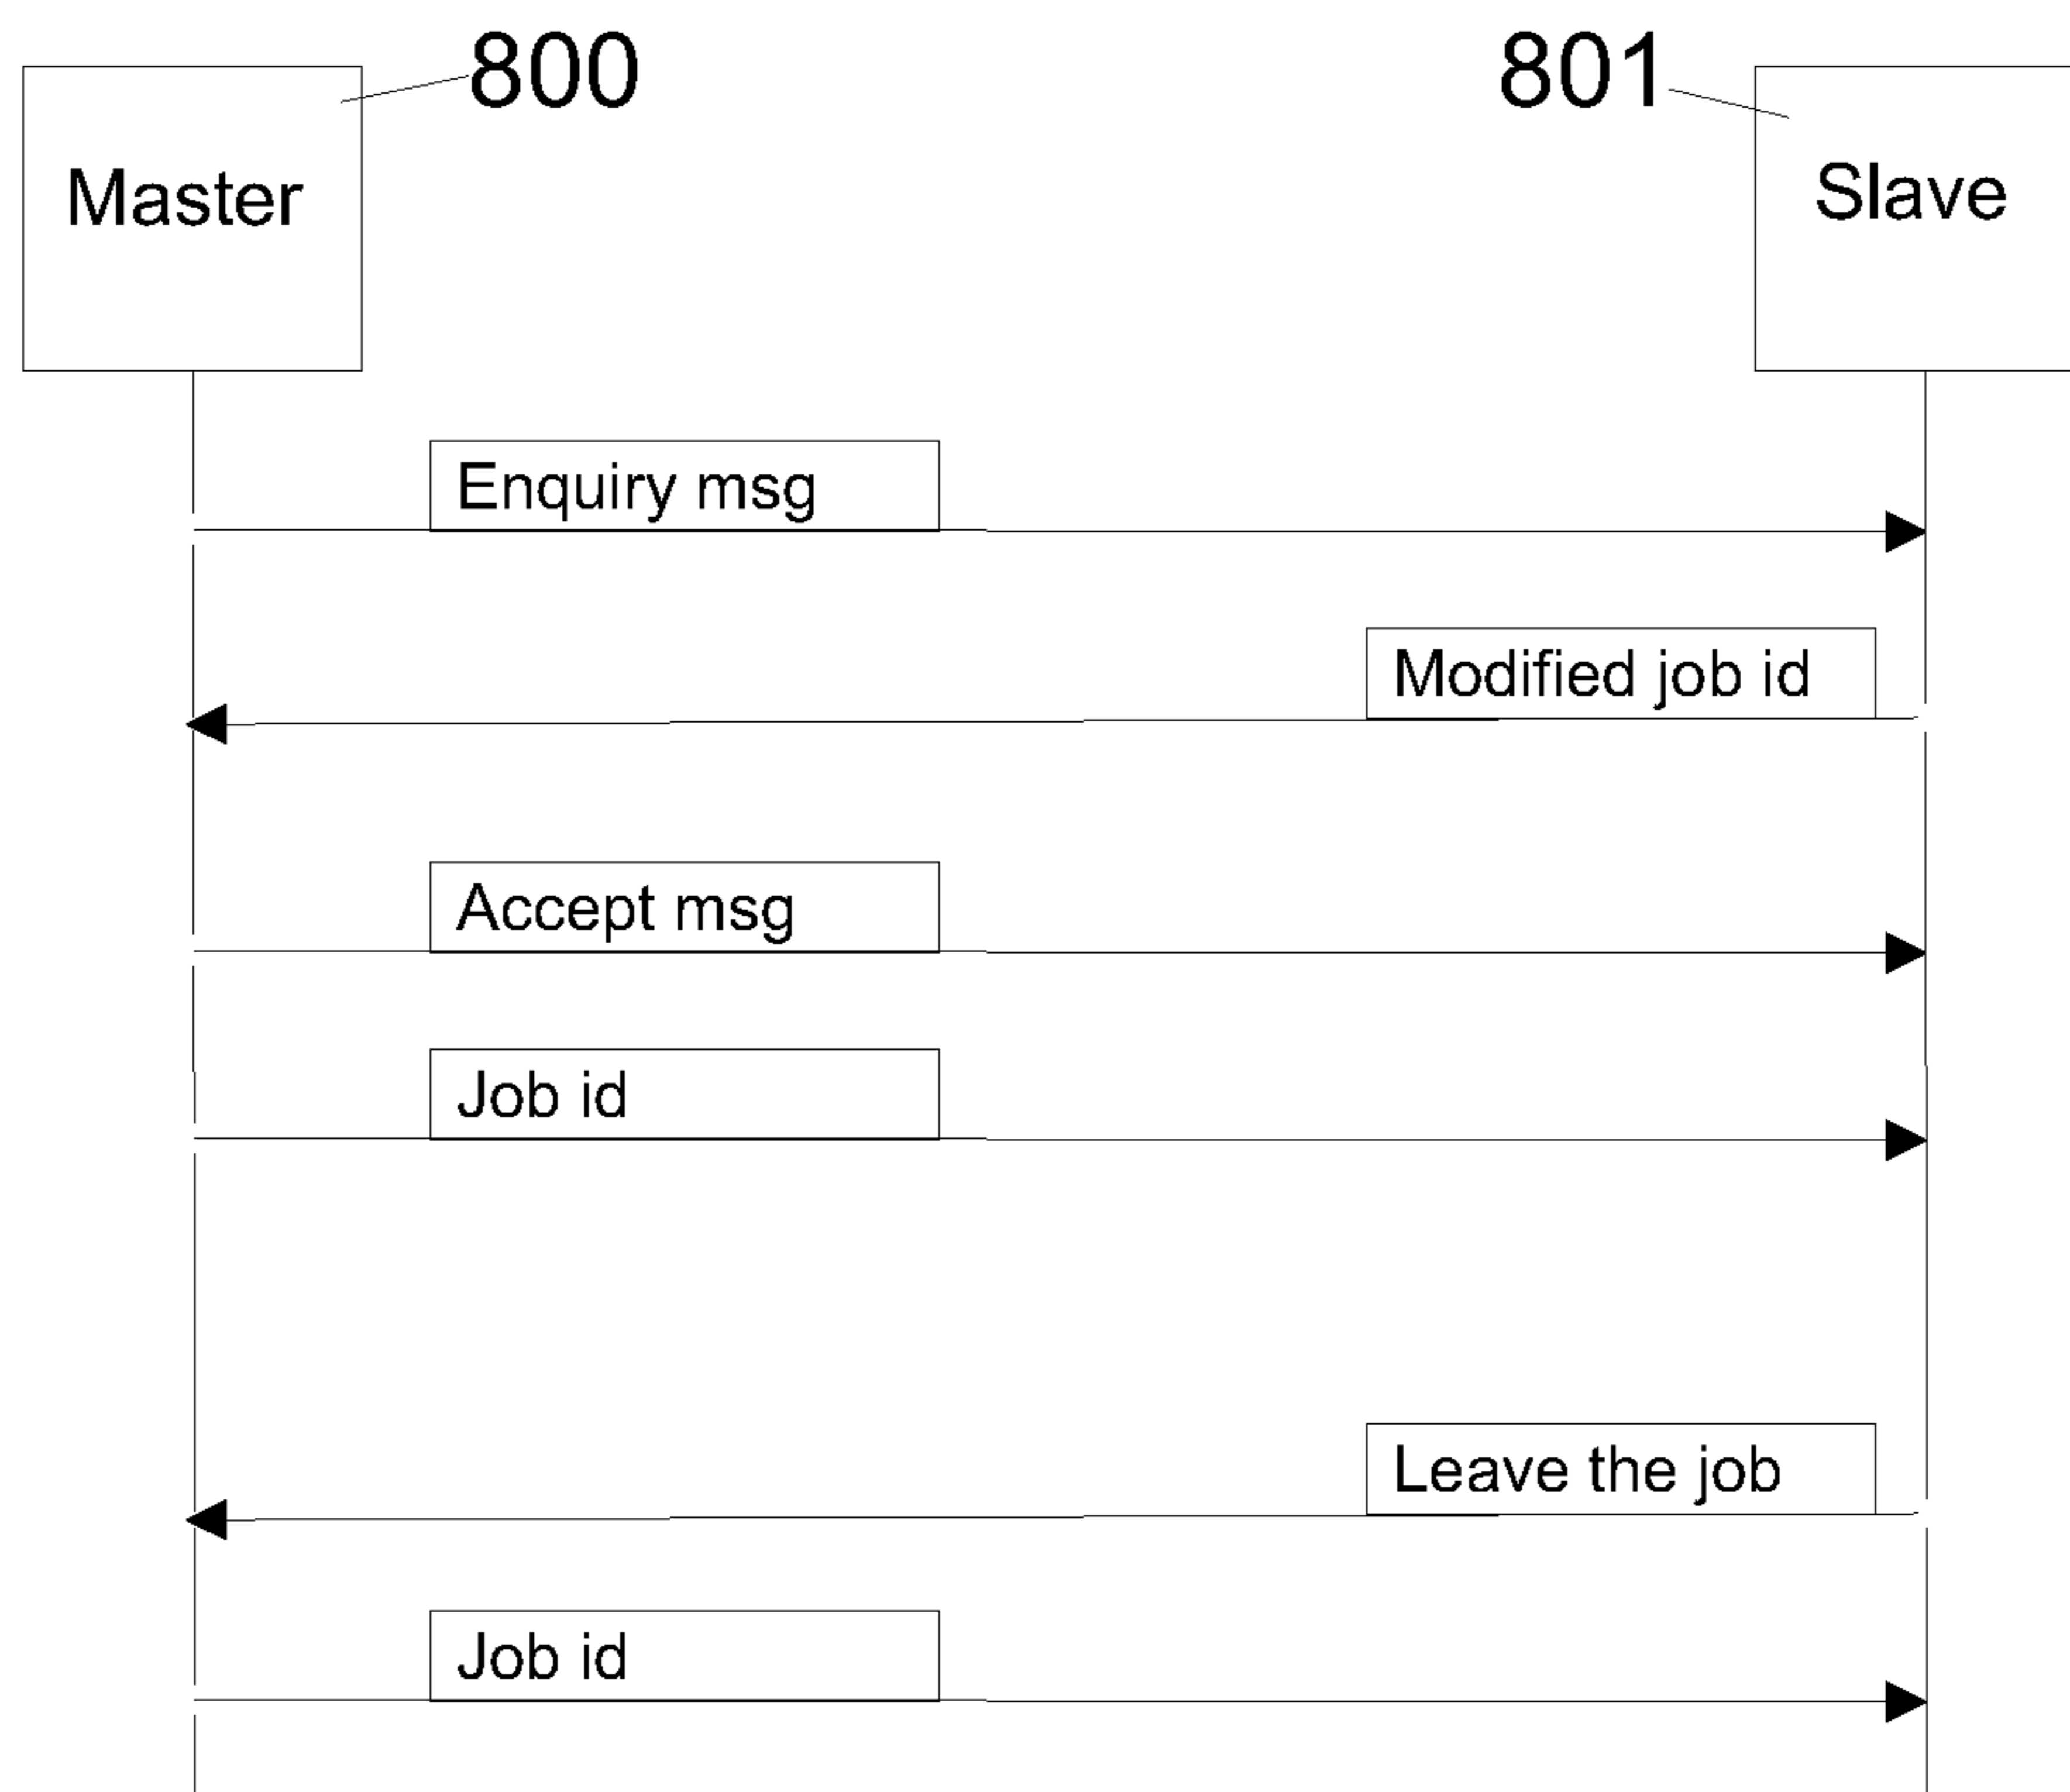 800
801
Master
Slave
Enquiry msg
Modified job id
Accept msg
Job id
Leave the job
Job id